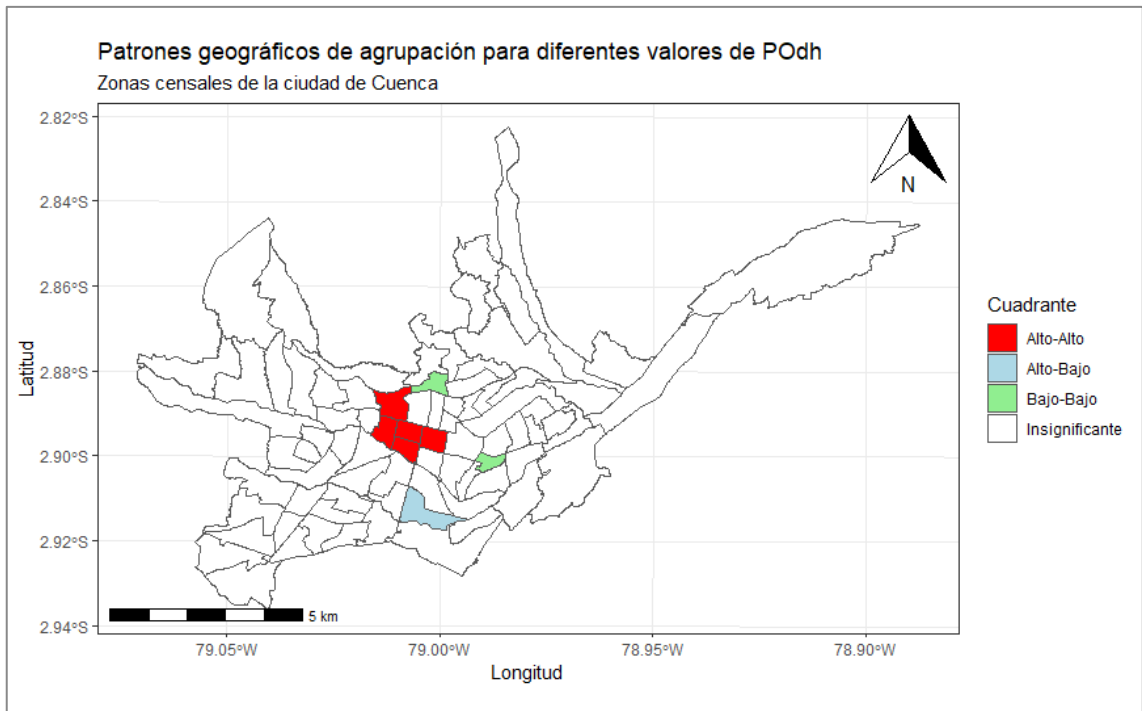 Patrones geográficos de agrupación para diferentes valores de POdh
Zonas censales de la ciudad de Cuenca
2.82°S
2.84°S
2.86°S
2.88°S
2.90°S
2.92°S
2.94°S
Latitud
N
5 km
79.05°W
79.00°W
78.95°W
78.90°W
Longitud
Cuadrante
Alto-Alto
Alto-Bajo
Bajo-Bajo
Insignificante